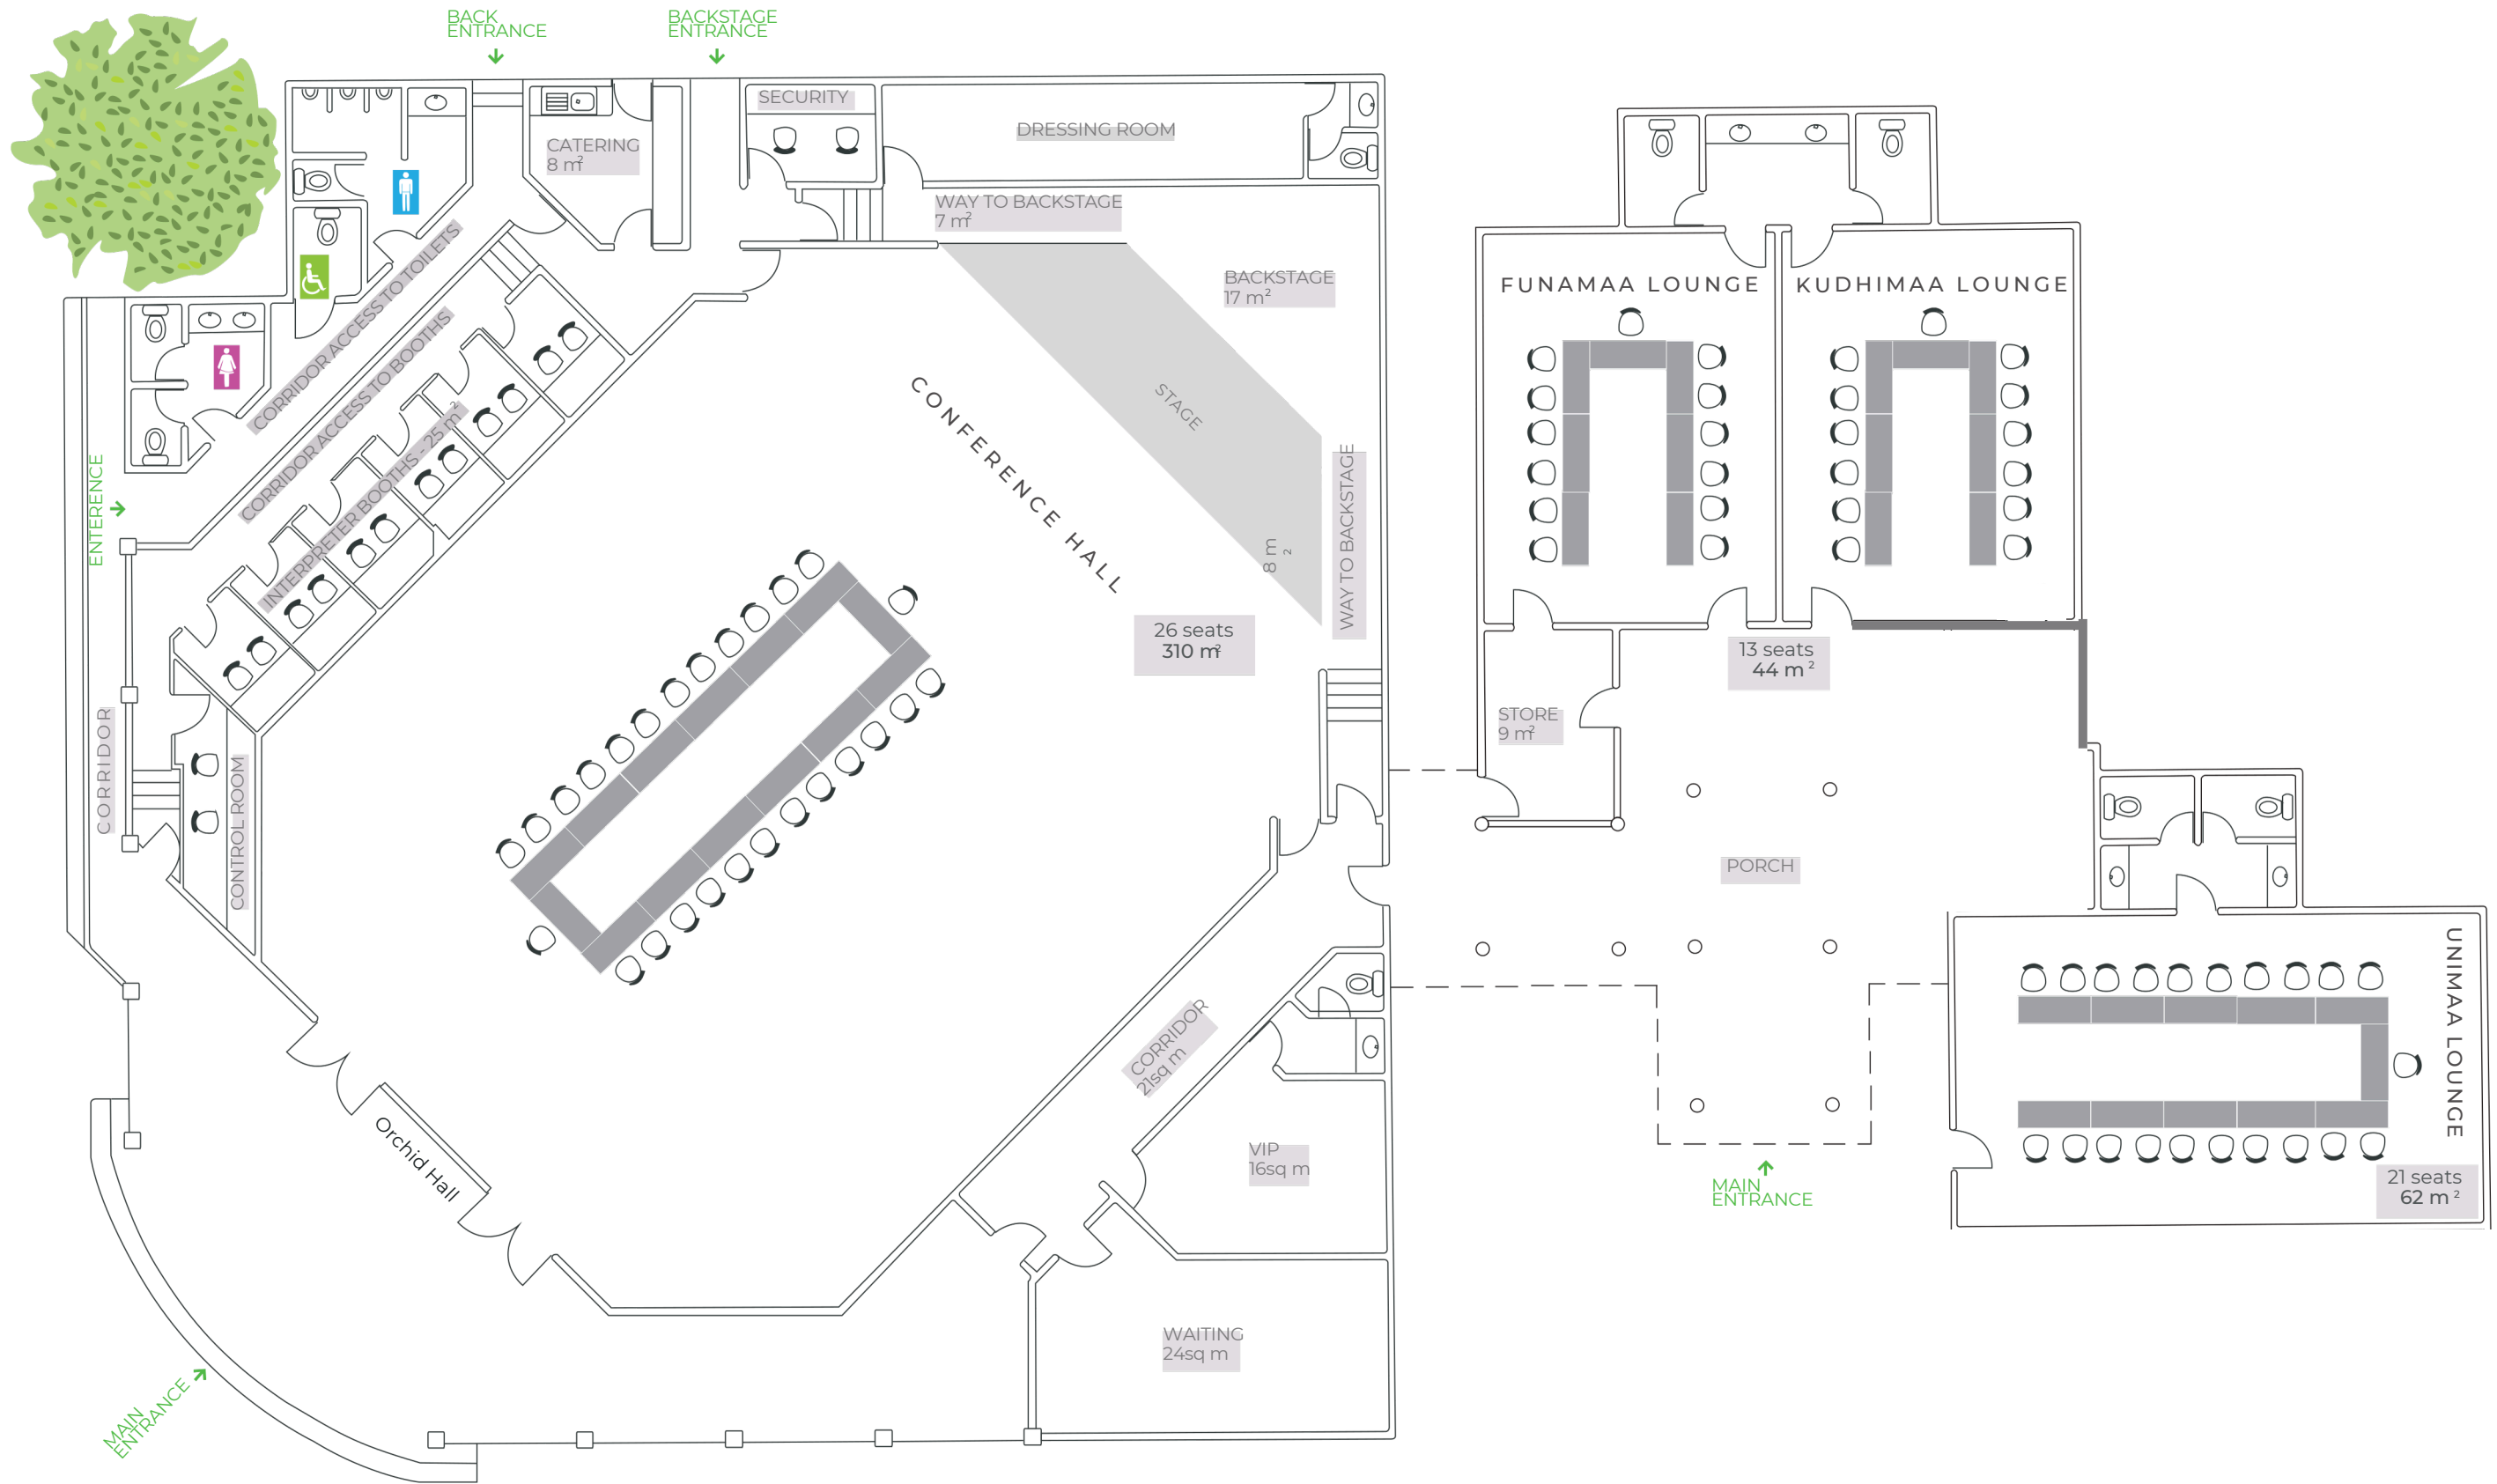 BACK
ENTRANCE
BACKSTAGE
ENTRANCE
SECURITY
DRESSING ROOM
CATERING
8 m²
WAY TO BACKSTAGE
7 m²
BACKSTAGE
17 m²
CORRIDOR ACCESS TO TOILETS
CORRIDOR ACCESS TO BOOTHS
INTERPRETER BOOTHS - 25 m²
STAGE
CONFERENCE HALL
ENTERENCE
8 m²
WAY TO BACKSTAGE
26 seats
310 m²
CORRIDOR
CONTROL ROOM
Orchid Hall
CORRIDOR
21sq m
VIP
16sq m
WAITING
24sq m
MAIN
ENTRANCE
FUNAMAA LOUNGE
KUDHIMAA LOUNGE
13 seats
44 m²
STORE
9 m²
PORCH
MAIN
ENTRANCE
UNIMAA LOUNGE
21 seats
62 m²